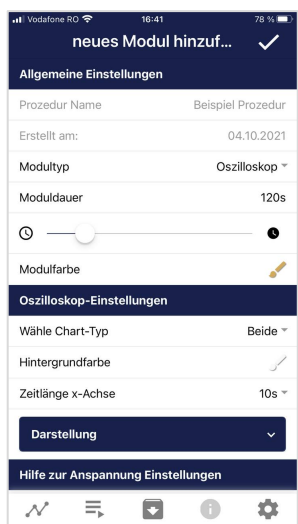 Vodafone RO 16:41 78 %
neues Modul hinzuf...
Allgemeine Einstellungen
Prozedur Name Beispiel Prozedur
Erstellt am: 04.10.2021
Modultyp Oszilloskop
Moduldauer 120s
Modulfarbe
Oszilloskop-Einstellungen
Wähle Chart-Typ Beide
Hintergrundfarbe
Zeitlänge x-Achse 10s
Darstellung
Hilfe zur Anspannung Einstellungen